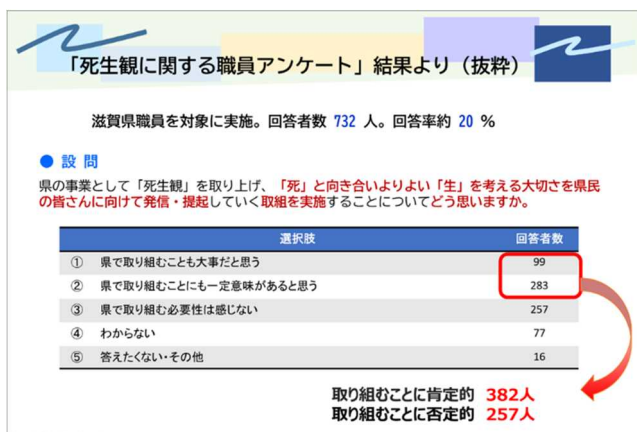 「死生観に関する職員アンケート」結果より（抜粋）
滋賀県職員を対象に実施。回答者数 732 人。回答率約 20 %
● 設 問
県の事業として「死生観」を取り上げ、「死」と向き合いよりよい「生」を考える大切さを県民
の皆さんに向けて発信・提起していく取組を実施することについてどう思いますか。
選択肢 回答者数
① 県で取り組むことも大事だと思う 99
② 県で取り組むことにも一定意味があると思う 283
③ 県で取り組む必要性は感じない 257
④ わからない 77
⑤ 答えたくない・その他 16
取り組むことに肯定的 382人
取り組むことに否定的 257人